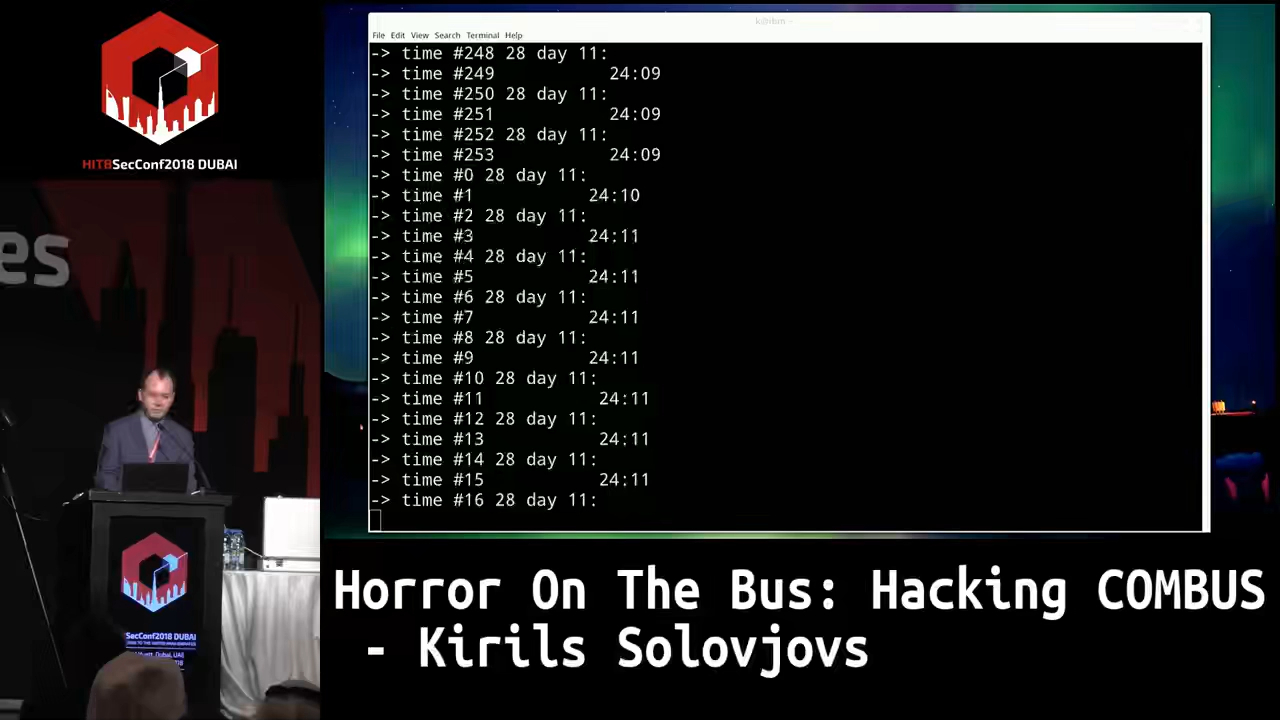 HITBSecConf2018 DUBAI
es
SecConf2018 DUBAI
k@ibm ~
File Edit View Search Terminal Help
-> time #248 28 day 11:
-> time #249 24:09
-> time #250 28 day 11:
-> time #251 24:09
-> time #252 28 day 11:
-> time #253 24:09
-> time #0 28 day 11:
-> time #1 24:10
-> time #2 28 day 11:
-> time #3 24:11
-> time #4 28 day 11:
-> time #5 24:11
-> time #6 28 day 11:
-> time #7 24:11
-> time #8 28 day 11:
-> time #9 24:11
-> time #10 28 day 11:
-> time #11 24:11
-> time #12 28 day 11:
-> time #13 24:11
-> time #14 28 day 11:
-> time #15 24:11
-> time #16 28 day 11:
Horror On The Bus: Hacking COMBUS
- Kirils Solovjovs